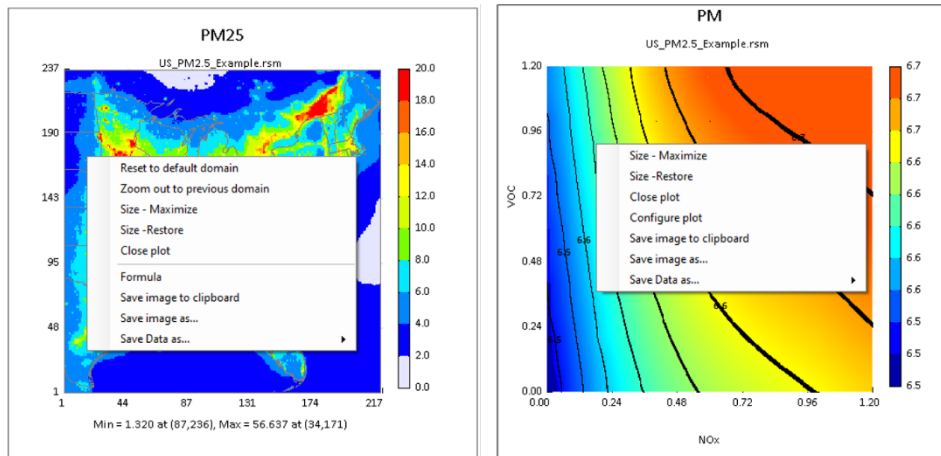 PM25
US_PM2.5_Example.rsm
237
190
143
95
48
1
1 44 87 131 174 217
20.0
18.0
16.0
14.0
12.0
10.0
8.0
6.0
4.0
2.0
0.0
Reset to default domain
Zoom out to previous domain
Size - Maximize
Size -Restore
Close plot
Formula
Save image to clipboard
Save image as...
Save Data as...
Min = 1.320 at (87,236), Max = 56.637 at (34,171)
PM
US_PM2.5_Example.rsm
VOC
1.20
0.96
0.72
0.48
0.24
0.00
0.00 0.24 0.48 0.72 0.96 1.20
NOx
6.7
6.7
6.7
6.6
6.6
6.6
6.6
6.6
6.5
6.5
6.7
6.6
6.5
6.6
6.5
Size - Maximize
Size -Restore
Close plot
Configure plot
Save image to clipboard
Save image as...
Save Data as...